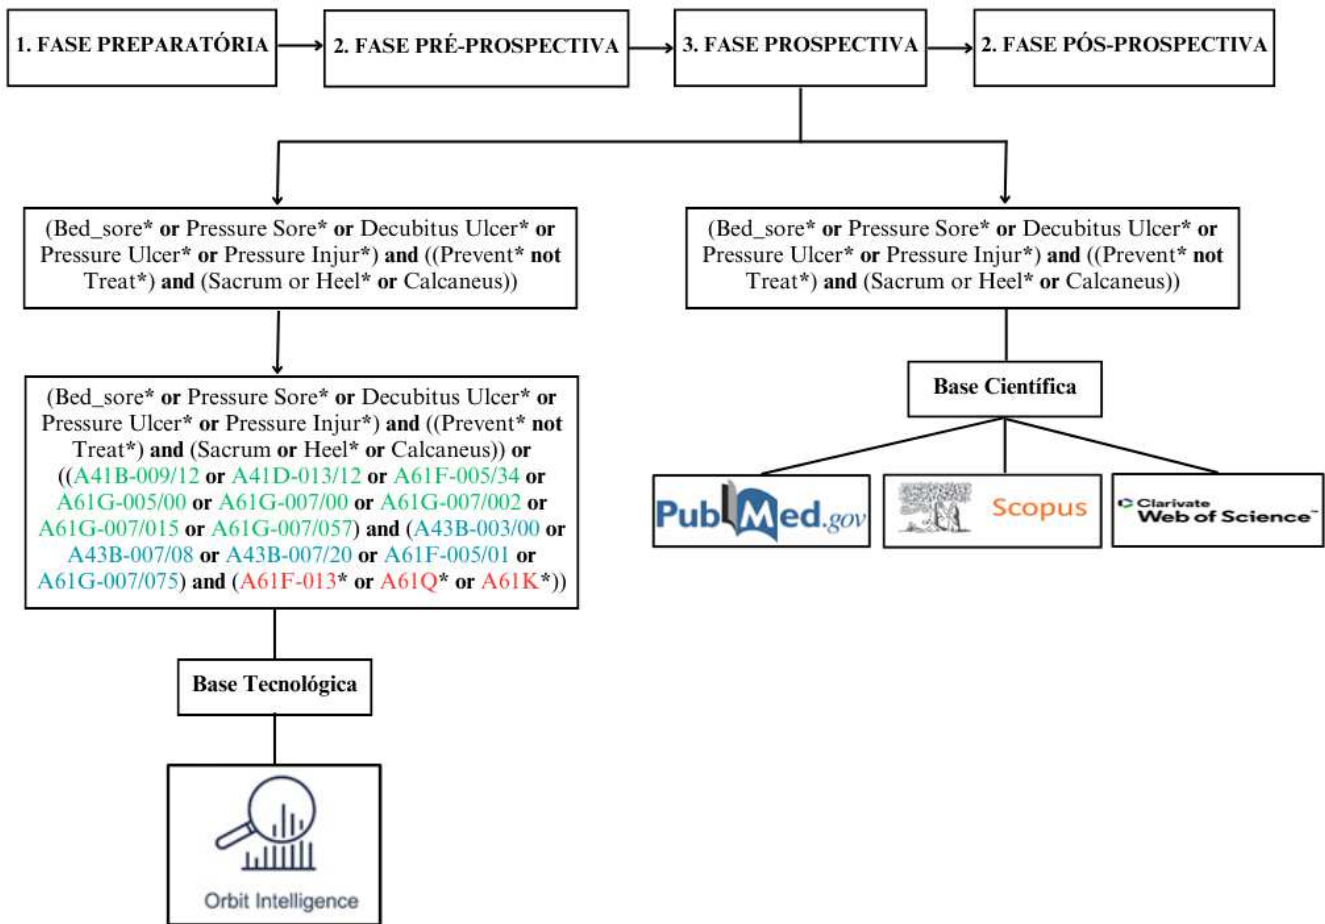 1. FASE PREPARATÓRIA
2. FASE PRÉ-PROSPECTIVA
3. FASE PROSPECTIVA
2. FASE PÓS-PROSPECTIVA
(Bed_sore* or Pressure Sore* or Decubitus Ulcer* or
Pressure Ulcer* or Pressure Injur*) and ((Prevent* not
Treat*) and (Sacrum or Heel* or Calcaneus))
(Bed_sore* or Pressure Sore* or Decubitus Ulcer* or
Pressure Ulcer* or Pressure Injur*) and ((Prevent* not
Treat*) and (Sacrum or Heel* or Calcaneus)) or
((A41B-009/12 or A41D-013/12 or A61F-005/34 or
A61G-005/00 or A61G-007/00 or A61G-007/002 or
A61G-007/015 or A61G-007/057) and (A43B-003/00 or
A43B-007/08 or A43B-007/20 or A61F-005/01 or
A61G-007/075) and (A61F-013* or A61Q* or A61K*))
Base Tecnológica
Orbit Intelligence
(Bed_sore* or Pressure Sore* or Decubitus Ulcer* or
Pressure Ulcer* or Pressure Injur*) and ((Prevent* not
Treat*) and (Sacrum or Heel* or Calcaneus))
Base Científica
PubMed.gov
Scopus
Clarivate
Web of Science™